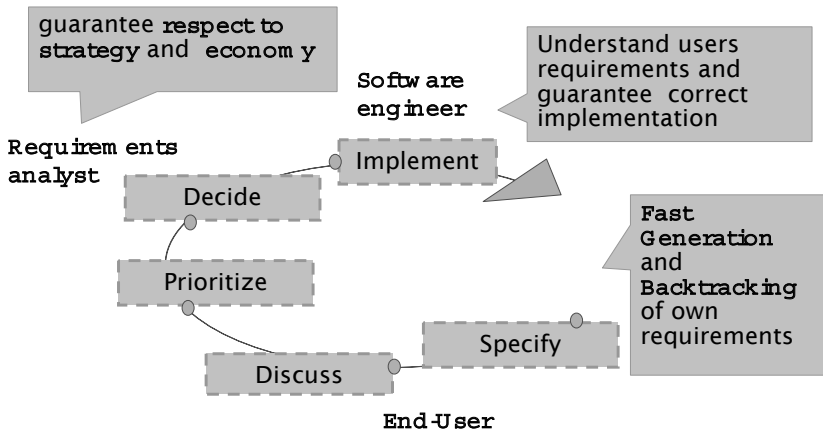 guarantee respect to
strategy and economy
Software
engineer
Understand users
requirements and
guarantee correct
implementation
Requirements
analyst
Implement
Decide
Fast
Generation
and
Backtracking
of own
requirements
Prioritize
Specify
Discuss
End-User